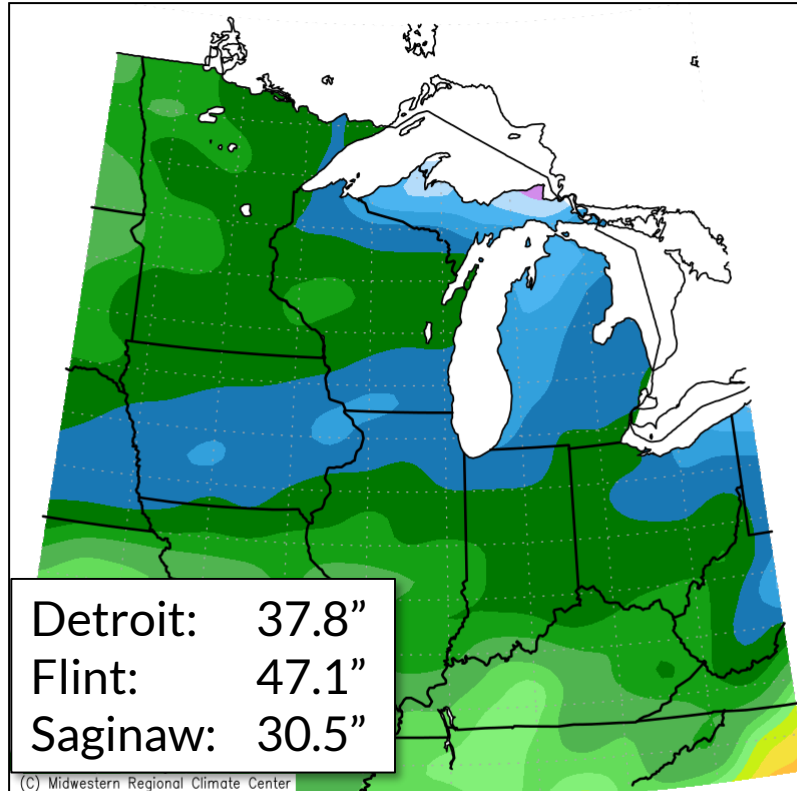 Detroit: 37.8”
Flint: 47.1”
Saginaw: 30.5”
(C) Midwestern Regional Climate Center